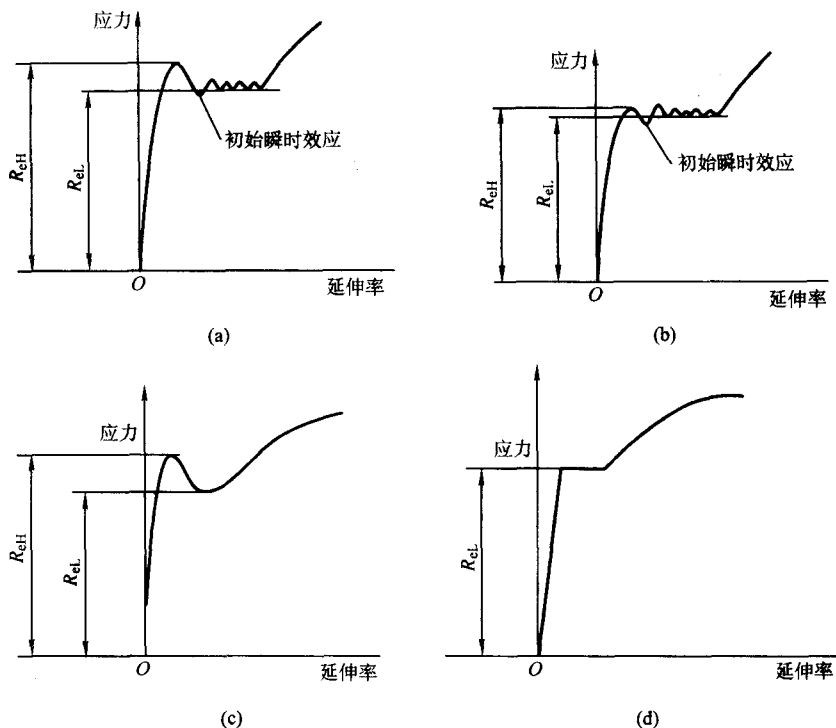 应力
R_eH
R_eL
初始瞬时效应
O
延伸率
(a)
应力
R_eH
R_eL
初始瞬时效应
O
延伸率
(b)
应力
R_eH
R_eL
O
延伸率
(c)
应力
R_eL
O
延伸率
(d)